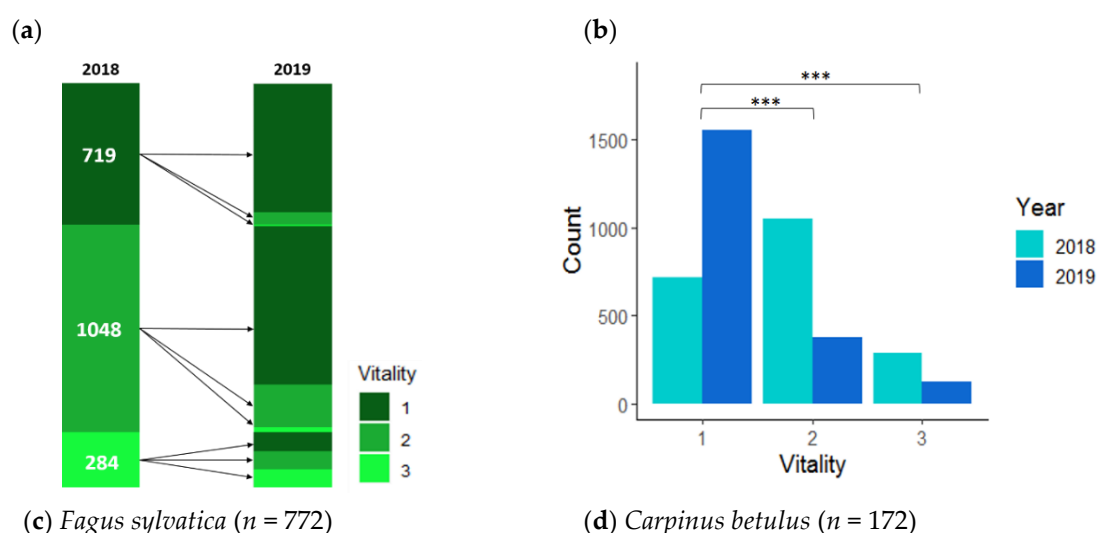 (a)
(b)
2018
2019
719
1048
284
Vitality
1
2
3
***
***
1500
1000
500
0
Count
1
2
3
Vitality
Year
2018
2019
(c) Fagus sylvatica (n = 772)
(d) Carpinus betulus (n = 172)